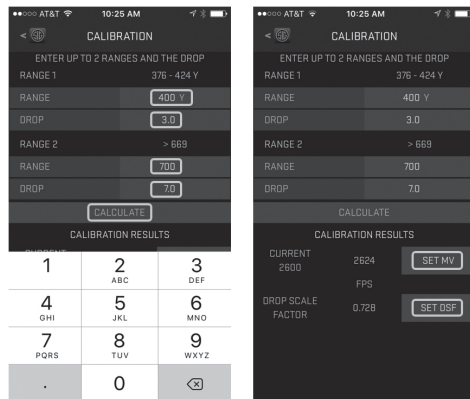 AT&T 10:25 AM
< CALIBRATION
ENTER UP TO 2 RANGES AND THE DROP
RANGE 1 376 - 424 Y
RANGE 400 Y
DROP 3.0
RANGE 2 > 669
RANGE 700
DROP 7.0
CALCULATE
CALIBRATION RESULTS
1 2 3
ABC DEF
4 5 6
GHI JKL MNO
7 8 9
PQRS TUV WXYZ
. 0
AT&T 10:25 AM
< CALIBRATION
ENTER UP TO 2 RANGES AND THE DROP
RANGE 1 376 - 424 Y
RANGE 400 Y
DROP 3.0
RANGE 2 > 669
RANGE 700
DROP 7.0
CALCULATE
CALIBRATION RESULTS
CURRENT 2624 SET MV
2600
FPS
DROP SCALE 0.728 SET DSF
FACTOR